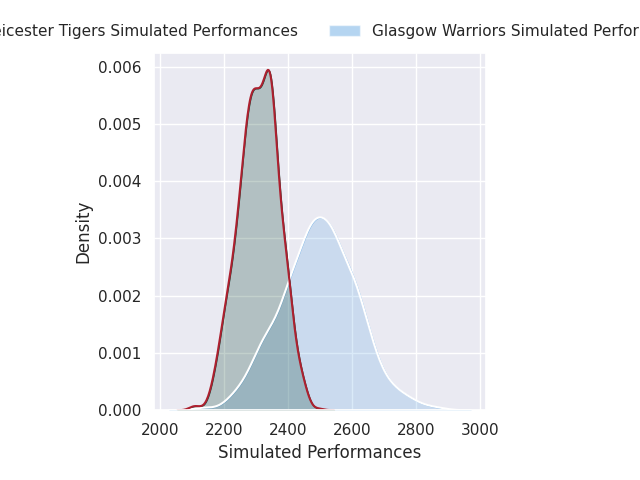 eicester Tigers Simulated Performances
Glasgow Warriors Simulated Perfor
0.006
0.005
0.004
0.003
0.002
0.001
0.000
Density
2000 2200 2400 2600 2800 3000
Simulated Performances